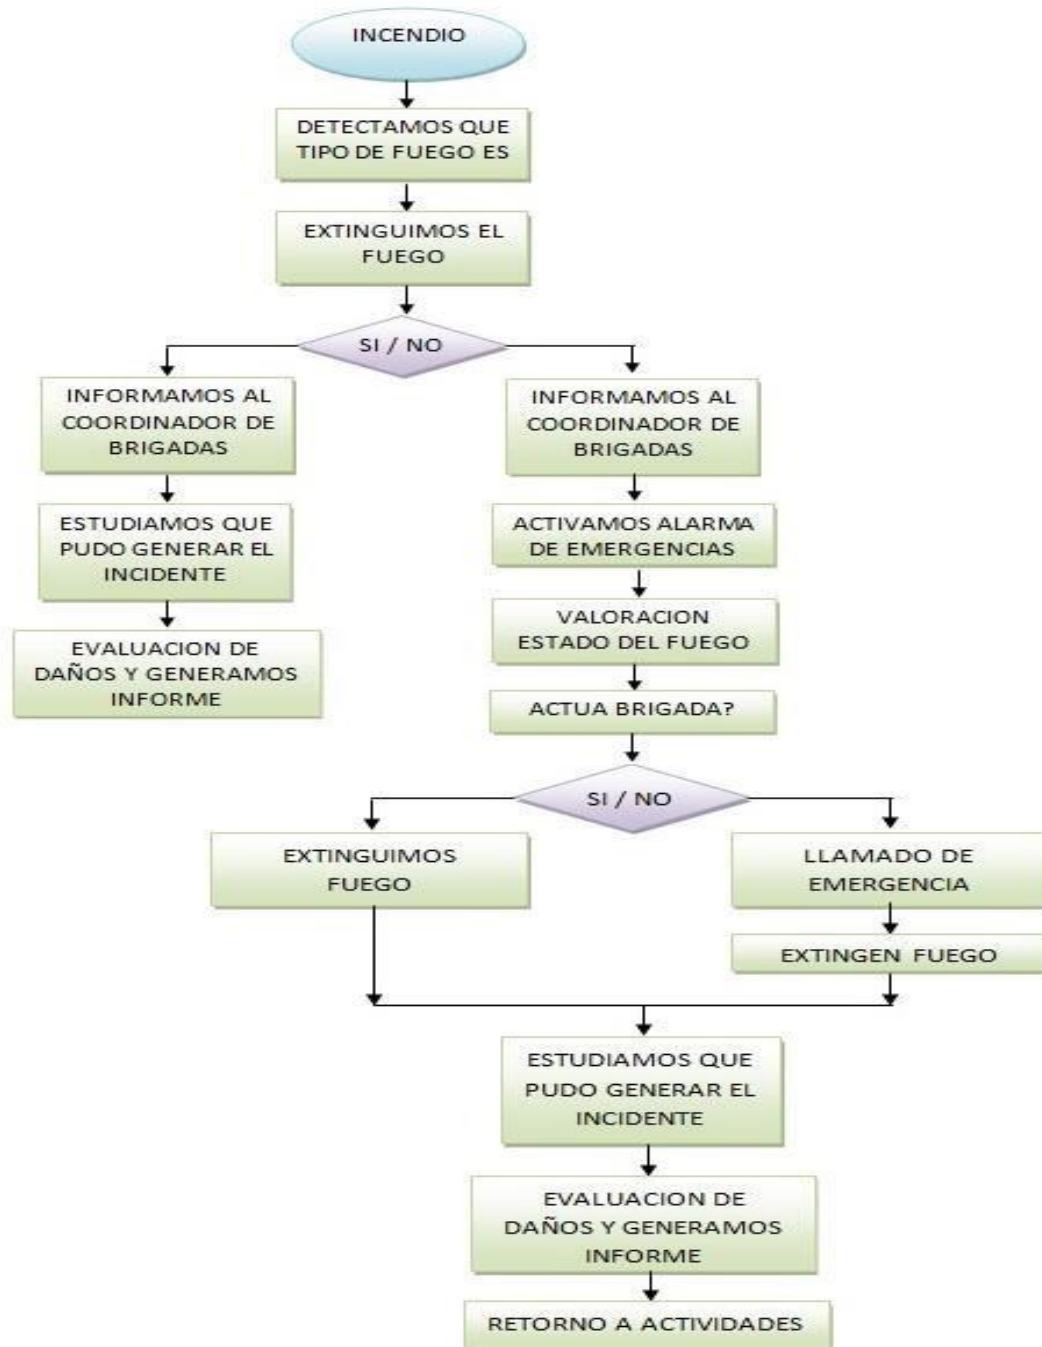 INCENDIO
DETECTAMOS QUE
TIPO DE FUEGO ES
EXTINGUIMOS EL
FUEGO
SI / NO
INFORMAMOS AL
COORDINADOR DE
BRIGADAS
ESTUDIAMOS QUE
PUDO GENERAR EL
INCIDENTE
EVALUACION DE
DAÑOS Y GENERAMOS
INFORME
INFORMAMOS AL
COORDINADOR DE
BRIGADAS
ACTIVAMOS ALARMA
DE EMERGENCIAS
VALORACION
ESTADO DEL FUEGO
ACTUA BRIGADA?
SI / NO
EXTINGUIMOS
FUEGO
LLAMADO DE
EMERGENCIA
EXTINGEN FUEGO
ESTUDIAMOS QUE
PUDO GENERAR EL
INCIDENTE
EVALUACION DE
DAÑOS Y GENERAMOS
INFORME
RETORNO A ACTIVIDADES